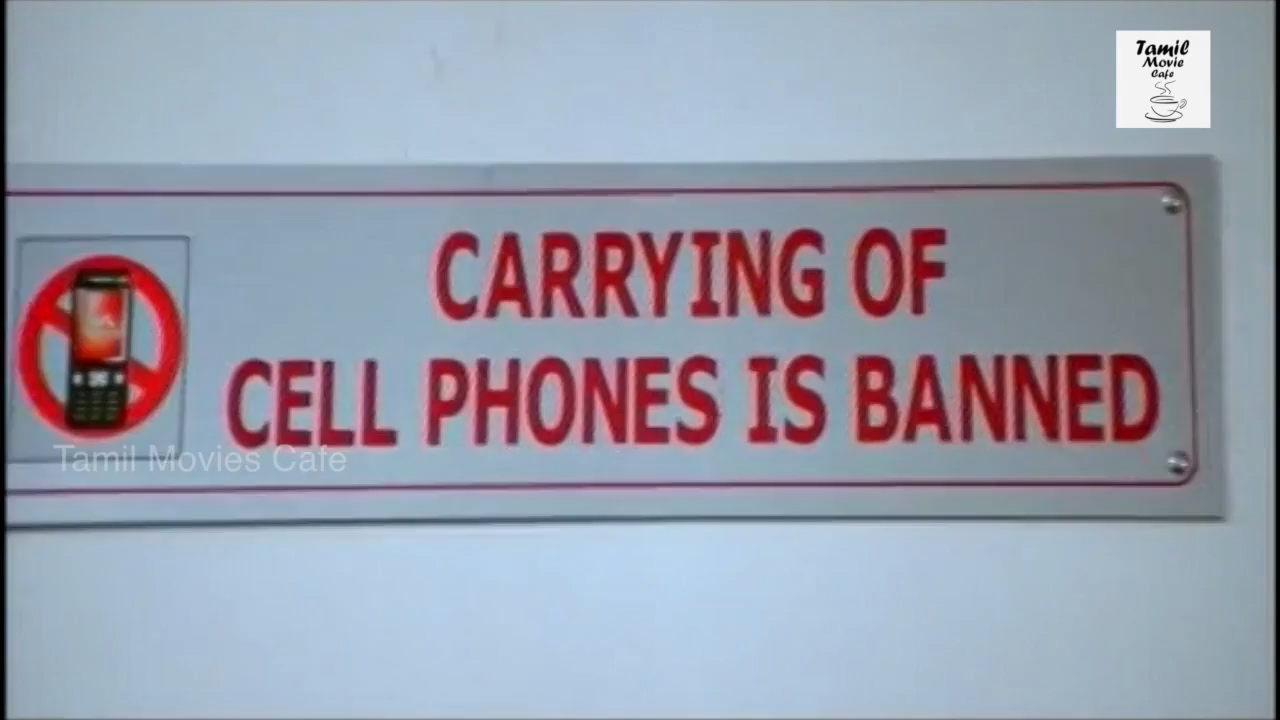 Tamil
Movie
Cafe
CARRYING OF
CELL PHONES IS BANNED
Tamil Movies Cafe